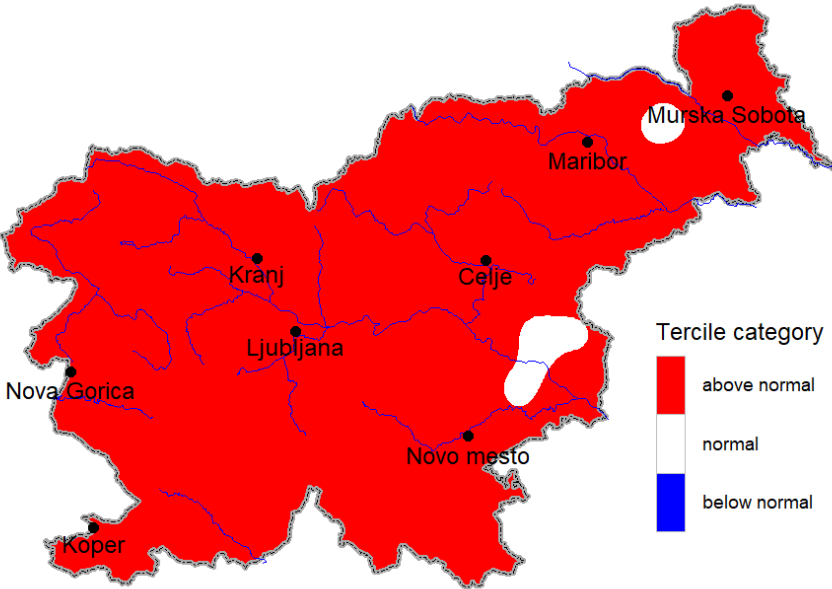 Murska Sobota
Maribor
Kranj
Celje
Ljubljana
Nova Gorica
Novo mesto
Koper
Tercile category
above normal
normal
below normal